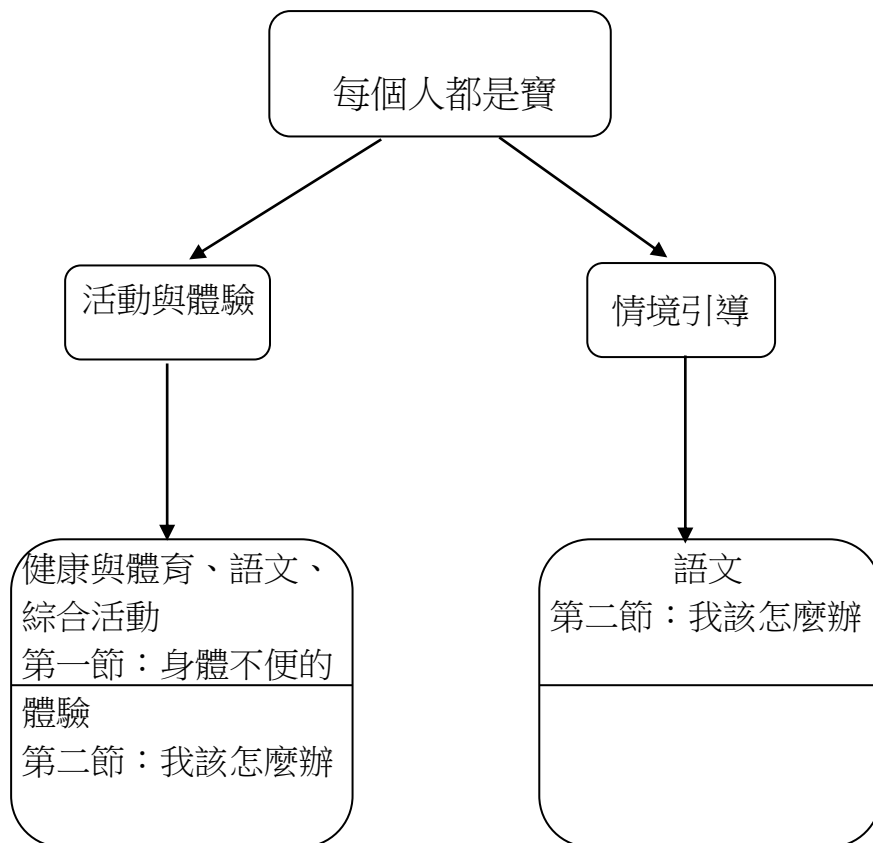 每個人都是寶
活動與體驗
情境引導
健康與體育、語文、
綜合活動
第一節：身體不便的
體驗
第二節：我該怎麼辦
語文
第二節：我該怎麼辦